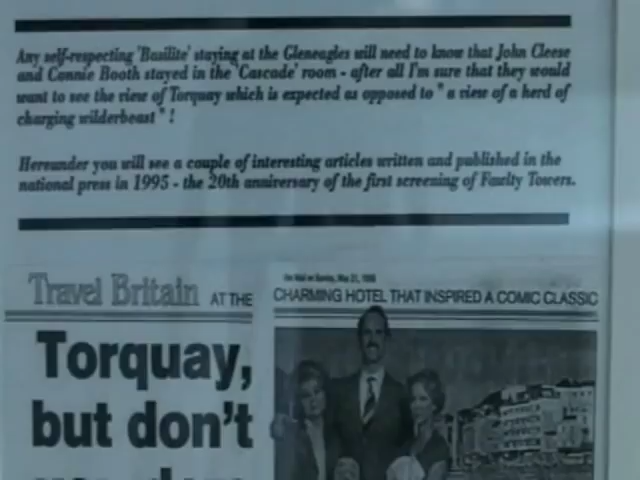 Any self-respecting 'Basilite' staying at the Gleneagles will need to know that John Cleese
and Connie Booth stayed in the 'Cascade' room - after all I'm sure that they would
want to see the view of Torquay which is expected as opposed to " a view of a herd of
charging wilderbeast " !
Hereunder you will see a couple of interesting articles written and published in the
national press in 1995 - the 20th anniversary of the first screening of Fawlty Towers.
Travel Britain AT THE
CHARMING HOTEL THAT INSPIRED A COMIC CLASSIC
Torquay,
but don't